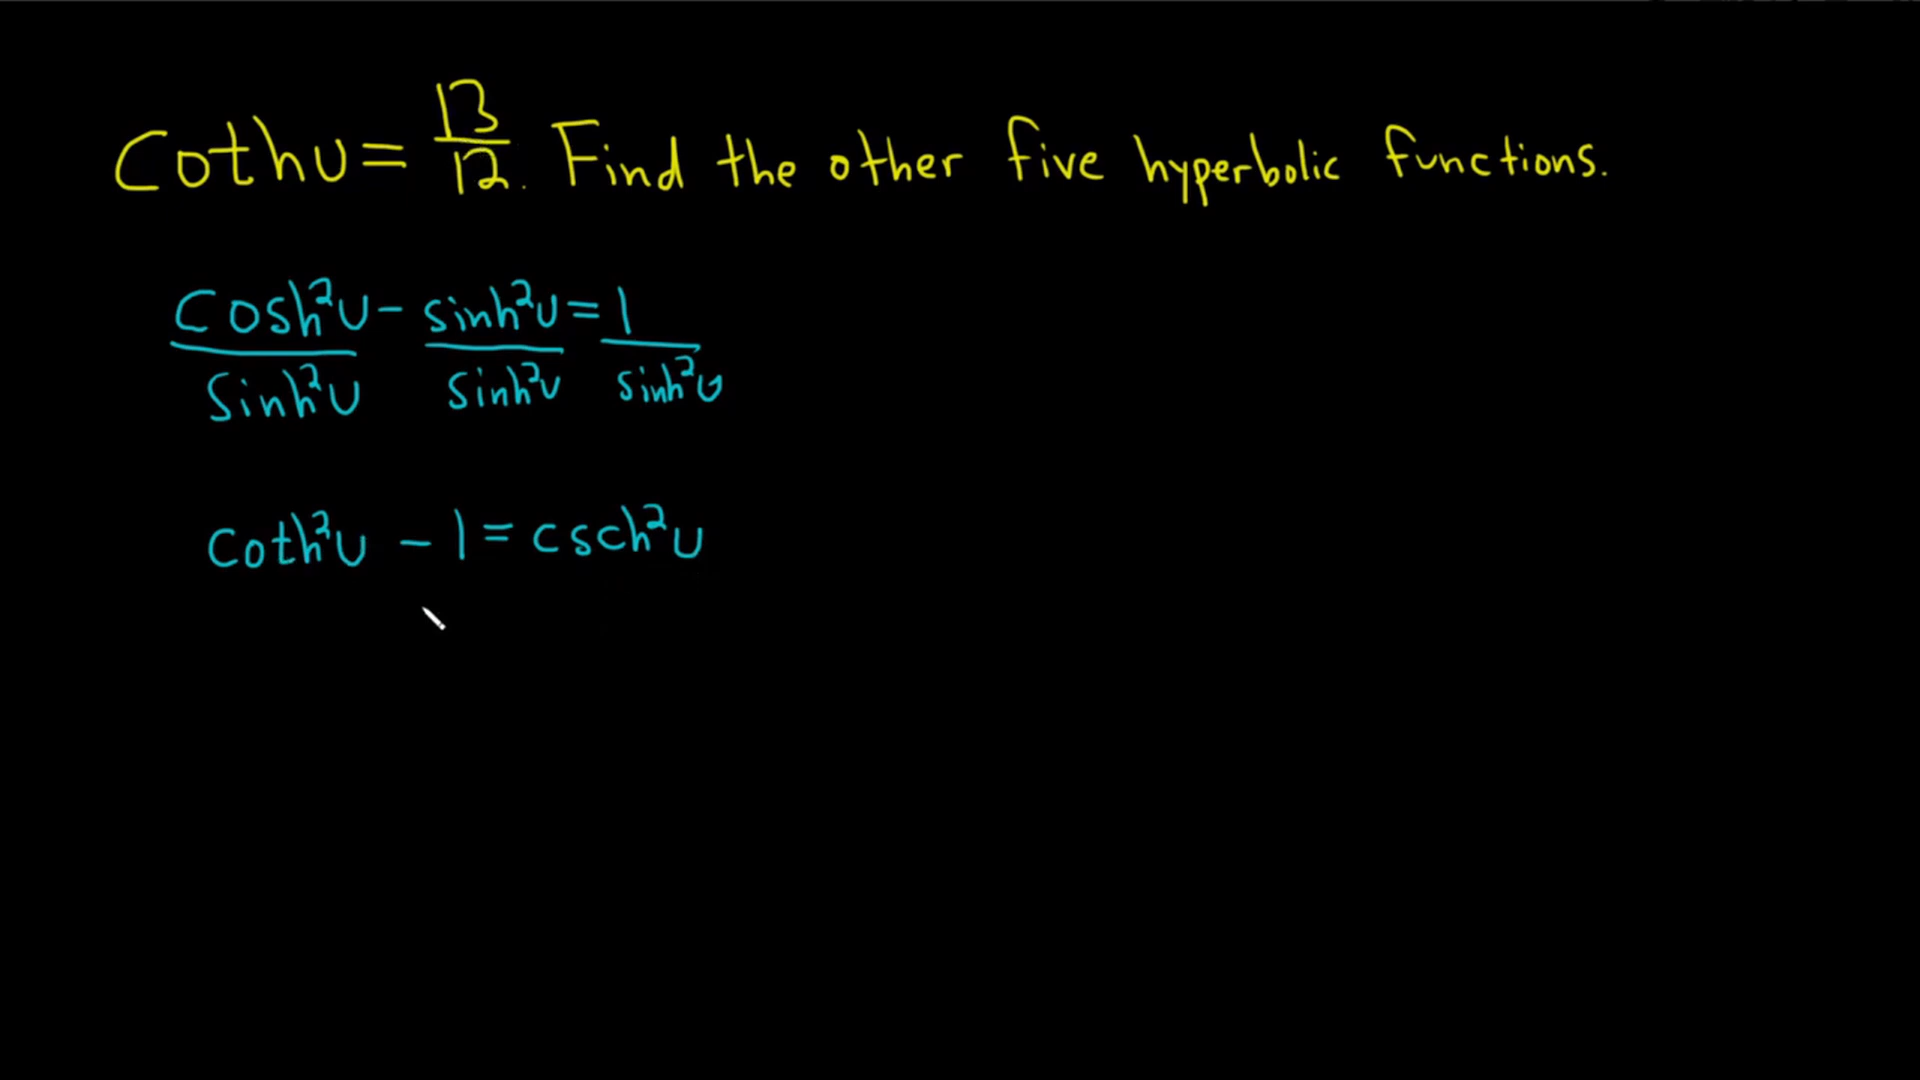 Coth u = 13/12. Find the other five hyperbolic functions.
Cosh²u - sinh²u = 1
Sinh²u sinh²u sinh²u
coth²u - 1 = csch²u